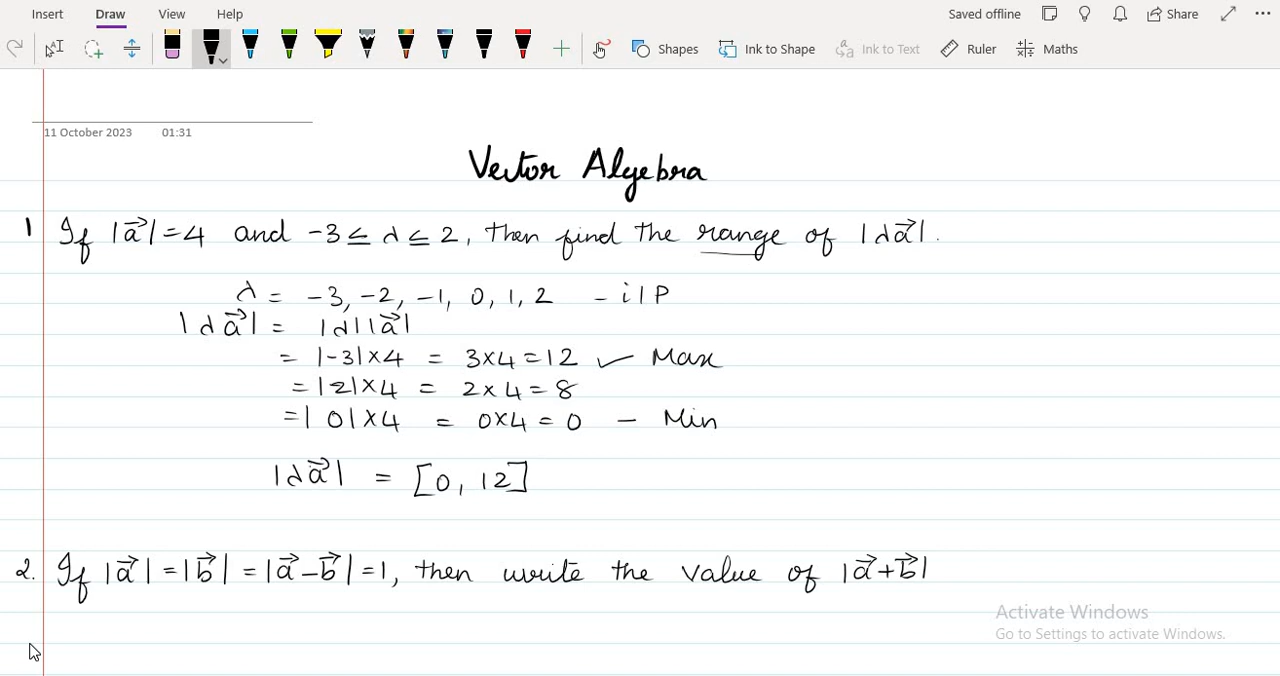 Insert Draw View Help Saved offline Share
Shapes Ink to Shape Ink to Text Ruler Maths
11 October 2023 01:31
Vector Algebra
1 If |a⃗| = 4 and -3 ≤ λ ≤ 2, then find the range of |λa⃗|.
λ = -3, -2, -1, 0, 1, 2 - i|P
|λa⃗| = |λ||a⃗|
= |-3|×4 = 3×4 = 12 ✓ Max
= |2|×4 = 2×4 = 8
= |0|×4 = 0×4 = 0 - Min
|λa⃗| = [0, 12]
2. If |a⃗| = |b⃗| = |a⃗-b⃗| = 1, then write the value of |a⃗+b⃗|
Activate Windows
Go to Settings to activate Windows.